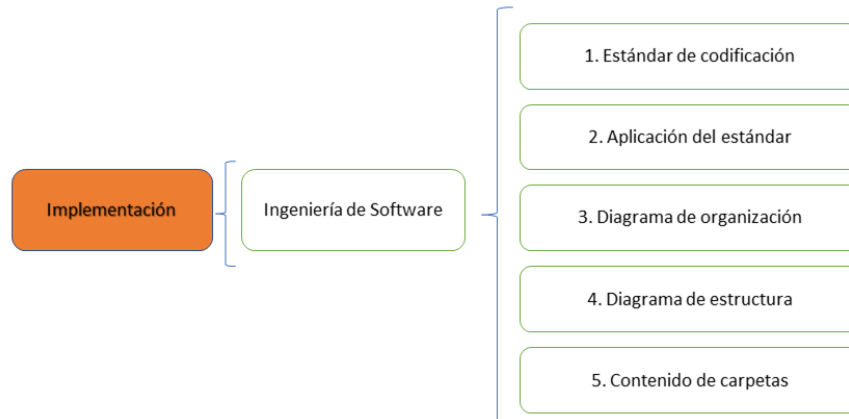 Implementación
Ingeniería de Software
1. Estándar de codificación
2. Aplicación del estándar
3. Diagrama de organización
4. Diagrama de estructura
5. Contenido de carpetas